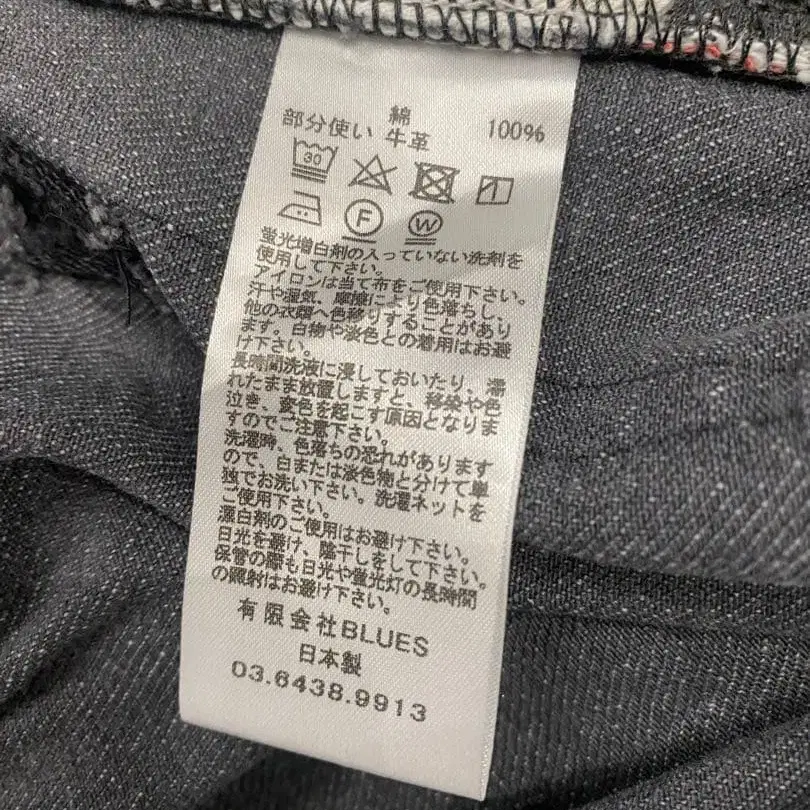 綿 100%
部分使い 牛革
30
F W
蛍光増白剤の入っていない洗剤を
使用して下さい。
アイロンは当て布をご使用下さい。
汗や湿気、摩擦により色落ちし、
他の衣類へ色移りすることがあり
ます。白物や淡色との着用はお避
け下さい。
長時間洗液に浸しておいたり、濡
れたまま放置しますと、移染や色
泣き、変色を起こす原因となりま
すのでご注意下さい。
洗濯時、色落ちの恐れがあります
ので、白または淡色物と分けて単
独でお洗い下さい。洗濯ネットを
ご使用下さい。
漂白剤のご使用はお避け下さい。
日光を避け、陰干しをして下さい。
保管の際も日光や蛍光灯の長時間
の照射はお避け下さい。
有限会社BLUES
日本製
03.6438.9913